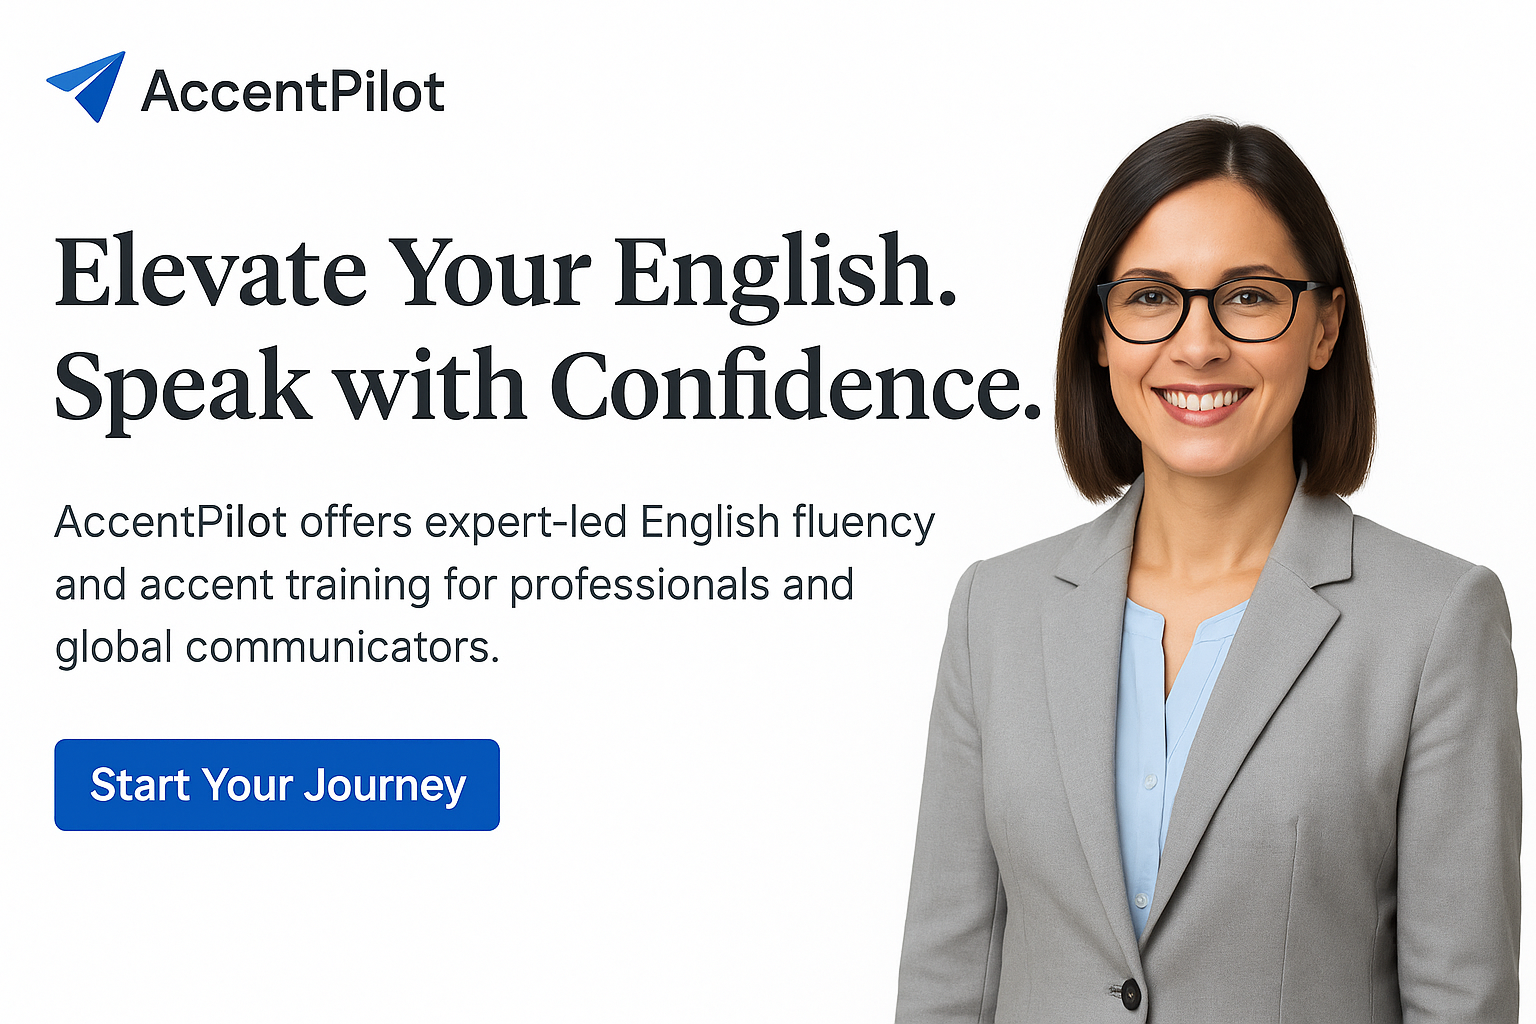 AccentPilot
Elevate Your English.
Speak with Confidence.
AccentPilot offers expert-led English fluency
and accent training for professionals and
global communicators.
Start Your Journey